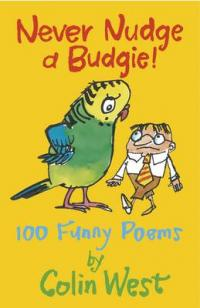 Never Nudge
a Budgie!
100 Funny Poems
by
Colin West